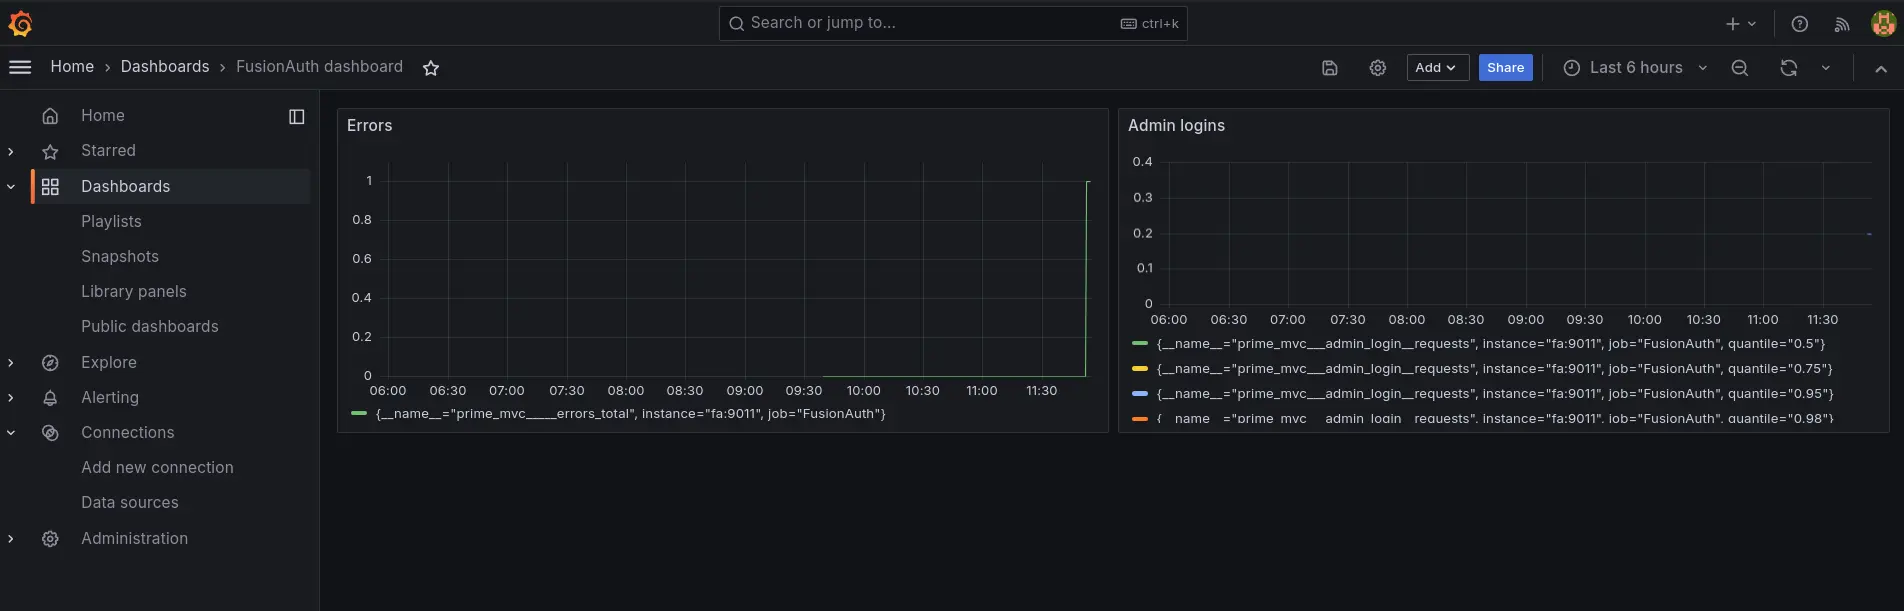 Search or jump to...
ctrl+k
Home › Dashboards › FusionAuth dashboard
Add
Share
Last 6 hours
Home
Starred
Dashboards
Playlists
Snapshots
Library panels
Public dashboards
Explore
Alerting
Connections
Add new connection
Data sources
Administration
Errors
1
0.8
0.6
0.4
0.2
0
06:00 06:30 07:00 07:30 08:00 08:30 09:00 09:30 10:00 10:30 11:00 11:30
{__name__="prime_mvc_____errors_total", instance="fa:9011", job="FusionAuth"}
Admin logins
0.4
0.3
0.2
0.1
0
06:00 06:30 07:00 07:30 08:00 08:30 09:00 09:30 10:00 10:30 11:00 11:30
{__name__="prime_mvc___admin_login__requests", instance="fa:9011", job="FusionAuth", quantile="0.5"}
{__name__="prime_mvc___admin_login__requests", instance="fa:9011", job="FusionAuth", quantile="0.75"}
{__name__="prime_mvc___admin_login__requests", instance="fa:9011", job="FusionAuth", quantile="0.95"}
{__name__="prime_mvc___admin_login__requests", instance="fa:9011", job="FusionAuth", quantile="0.98"}